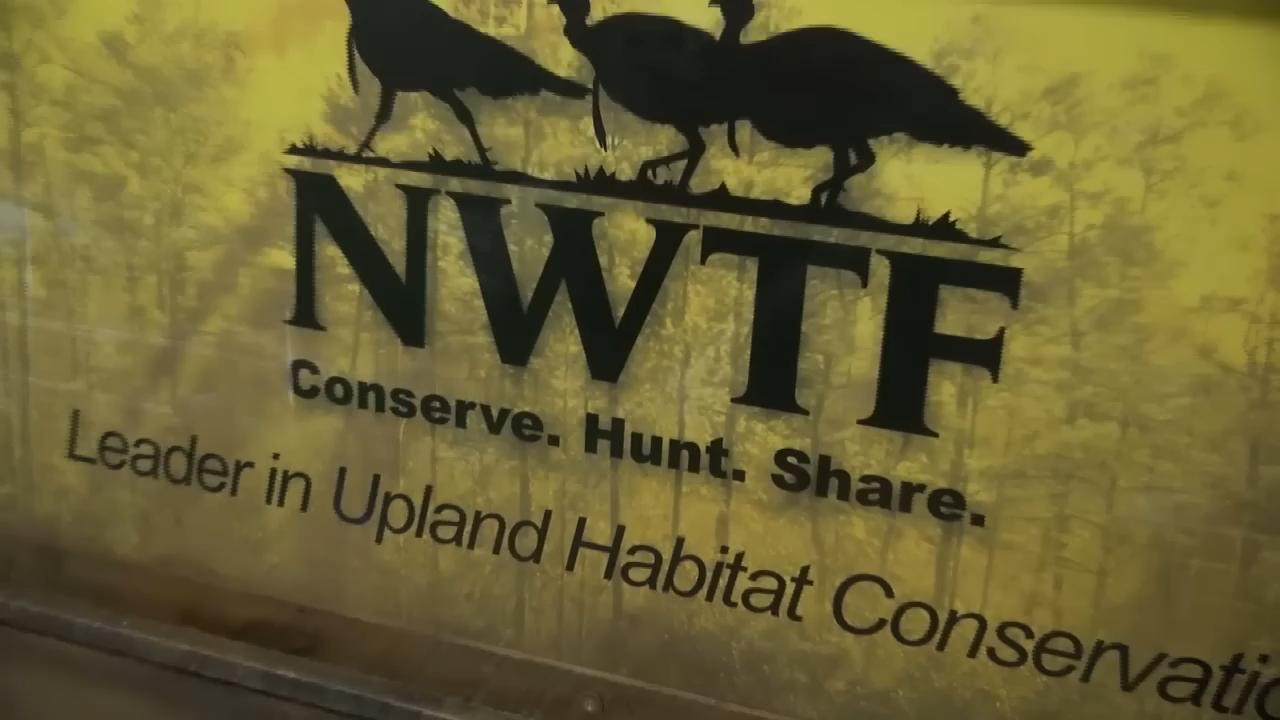 NWTF
Conserve. Hunt. Share.
Leader in Upland Habitat Conservatio